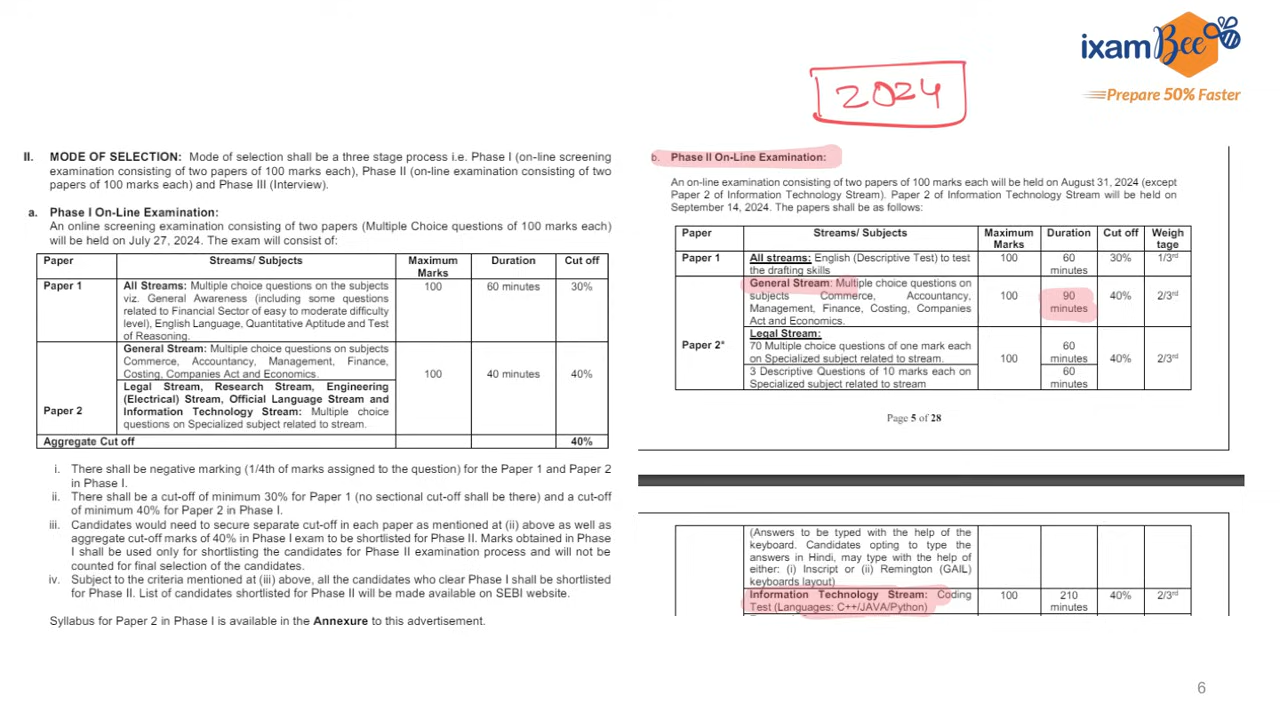 ixamBee
Prepare 50% Faster
2024
II. MODE OF SELECTION: Mode of selection shall be a three stage process i.e. Phase I (on-line screening
examination consisting of two papers of 100 marks each), Phase II (on-line examination consisting of two
papers of 100 marks each) and Phase III (Interview).
a. Phase I On-Line Examination:
An online screening examination consisting of two papers (Multiple Choice questions of 100 marks each)
will be held on July 27, 2024. The exam will consist of:
Paper Streams/ Subjects Maximum Marks Duration Cut off
Paper 1 All Streams: Multiple choice questions on the subjects 100 60 minutes 30%
viz. General Awareness (including some questions
related to Financial Sector of easy to moderate difficulty
level), English Language, Quantitative Aptitude and Test
of Reasoning.
General Stream: Multiple choice questions on subjects
Commerce, Accountancy, Management, Finance,
Costing, Companies Act and Economics. 100 40 minutes 40%
Legal Stream, Research Stream, Engineering
(Electrical) Stream, Official Language Stream and
Paper 2 Information Technology Stream: Multiple choice
questions on Specialized subject related to stream.
Aggregate Cut off 40%
i. There shall be negative marking (1/4th of marks assigned to the question) for the Paper 1 and Paper 2
in Phase I.
ii. There shall be a cut-off of minimum 30% for Paper 1 (no sectional cut-off shall be there) and a cut-off
of minimum 40% for Paper 2 in Phase I.
iii. Candidates would need to secure separate cut-off in each paper as mentioned at (ii) above as well as
aggregate cut-off marks of 40% in Phase I exam to be shortlisted for Phase II. Marks obtained in Phase
I shall be used only for shortlisting the candidates for Phase II examination process and will not be
counted for final selection of the candidates.
iv. Subject to the criteria mentioned at (iii) above, all the candidates who clear Phase I shall be shortlisted
for Phase II. List of candidates shortlisted for Phase II will be made available on SEBI website.
Syllabus for Paper 2 in Phase I is available in the Annexure to this advertisement.
b. Phase II On-Line Examination:
An on-line examination consisting of two papers of 100 marks each will be held on August 31, 2024 (except
Paper 2 of Information Technology Stream). Paper 2 of Information Technology Stream will be held on
September 14, 2024. The papers shall be as follows:
Paper Streams/ Subjects Maximum Marks Duration Cut off Weigh tage
Paper 1 All streams: English (Descriptive Test) to test 100 60 minutes 30% 1/3rd
the drafting skills
General Stream: Multiple choice questions on
subjects Commerce, Accountancy, 100 90 minutes 40% 2/3rd
Management, Finance, Costing, Companies
Act and Economics.
Legal Stream:
Paper 2* 70 Multiple choice questions of one mark each 60 minutes
on Specialized subject related to stream. 100 40% 2/3rd
3 Descriptive Questions of 10 marks each on 60 minutes
Specialized subject related to stream
Page 5 of 28
(Answers to be typed with the help of the
keyboard. Candidates opting to type the
answers in Hindi, may type with the help of
either: (i) Inscript or (ii) Remington (GAIL)
keyboards layout)
Information Technology Stream: Coding 100 210 minutes 40% 2/3rd
Test (Languages: C++/JAVA/Python)
6